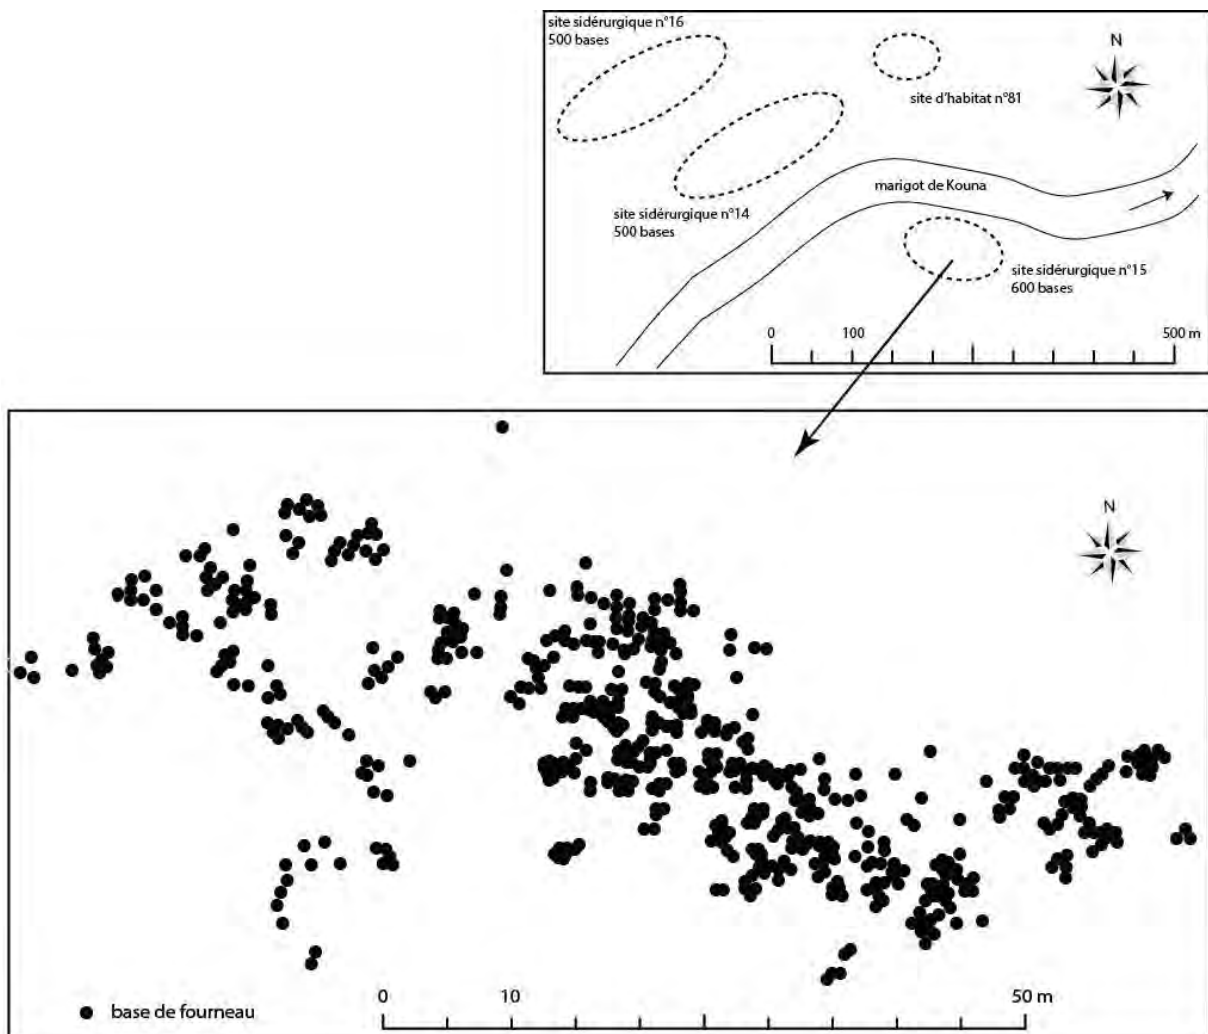 site sidérurgique n°16
500 bases
N
site d'habitat n°81
marigot de Kouna
site sidérurgique n°14
500 bases
site sidérurgique n°15
600 bases
0 100 500 m
N
base de fourneau
0 10 50 m